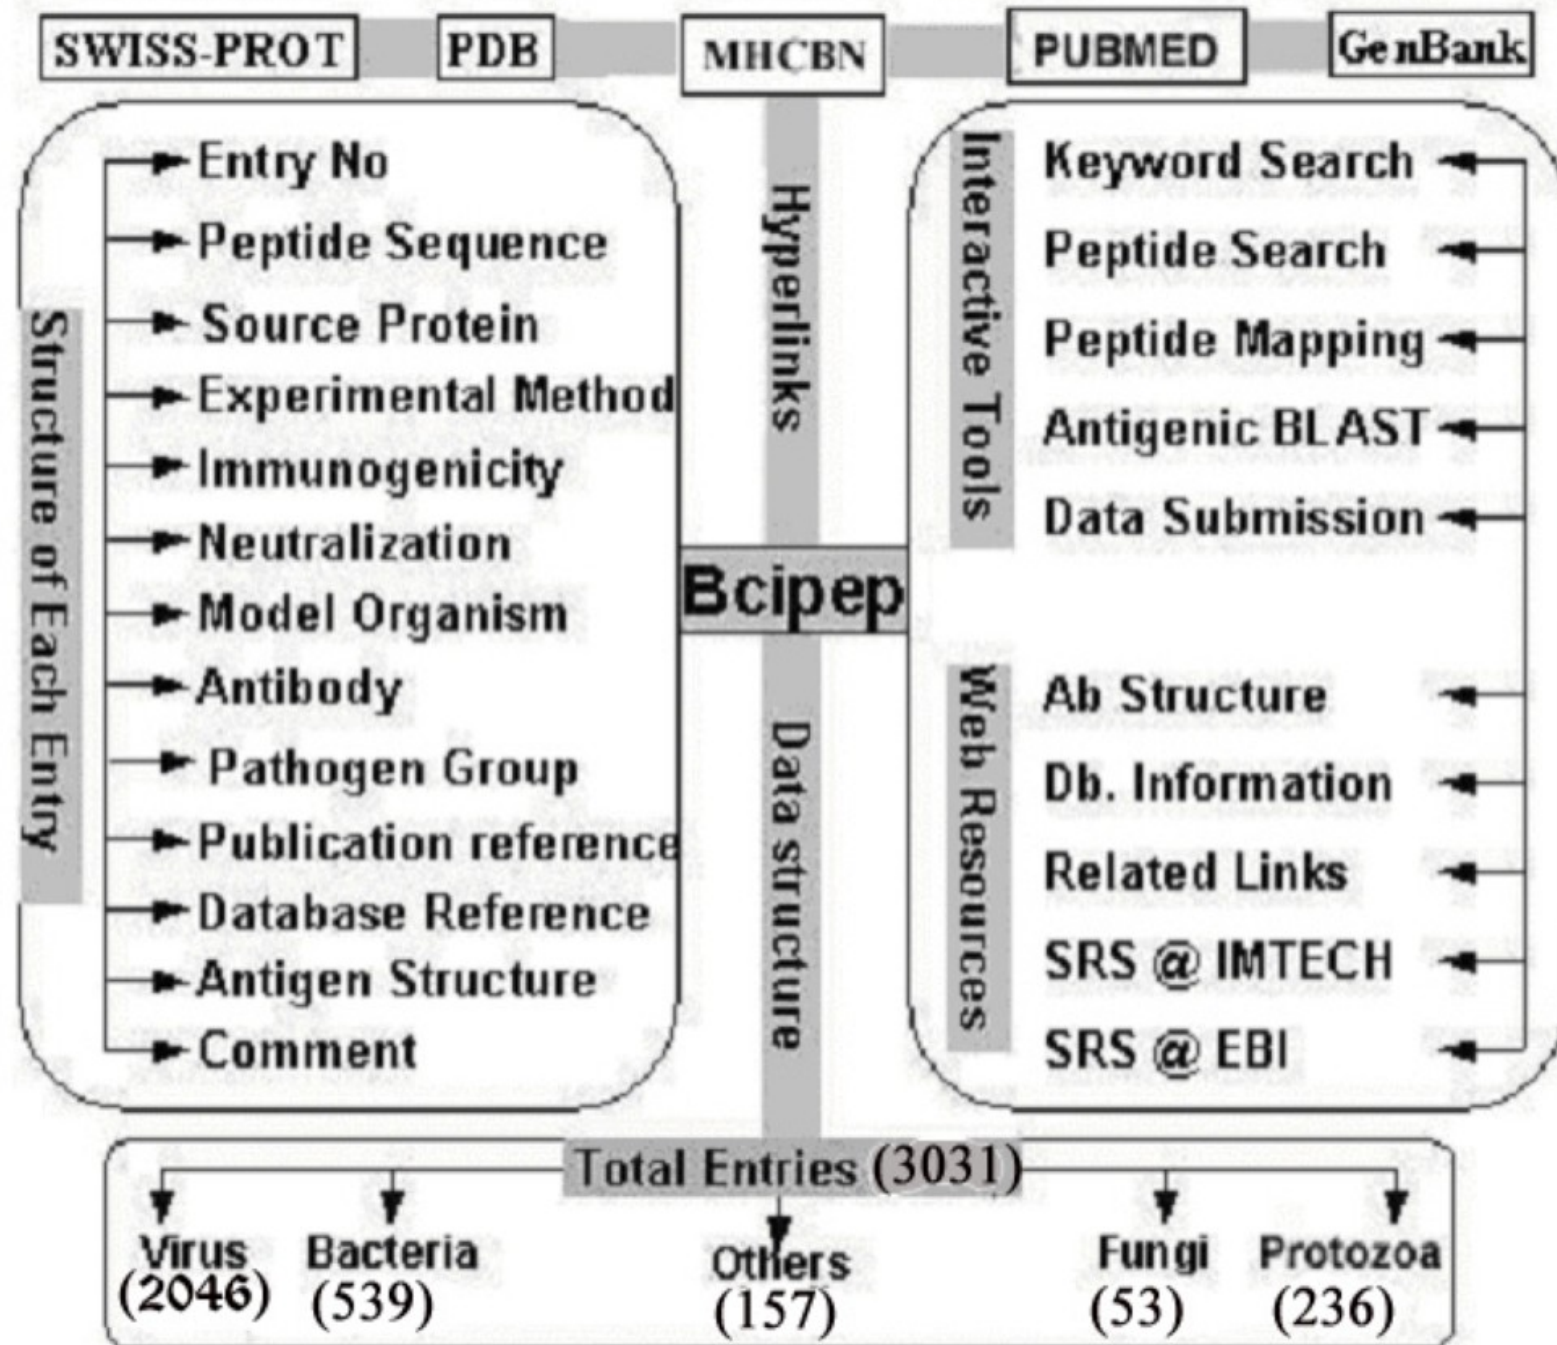 SWISS-PROT
PDB
MHCBN
PUBMED
GenBank
Structure of Each Entry
Entry No
Peptide Sequence
Source Protein
Experimental Method
Immunogenicity
Neutralization
Model Organism
Antibody
Pathogen Group
Publication reference
Database Reference
Antigen Structure
Comment
Hyperlinks
Bcipep
Data structure
Interactive Tools
Keyword Search
Peptide Search
Peptide Mapping
Antigenic BLAST
Data Submission
Web Resources
Ab Structure
Db. Information
Related Links
SRS @ IMTECH
SRS @ EBI
Total Entries (3031)
Virus
(2046)
Bacteria
(539)
Others
(157)
Fungi
(53)
Protozoa
(236)